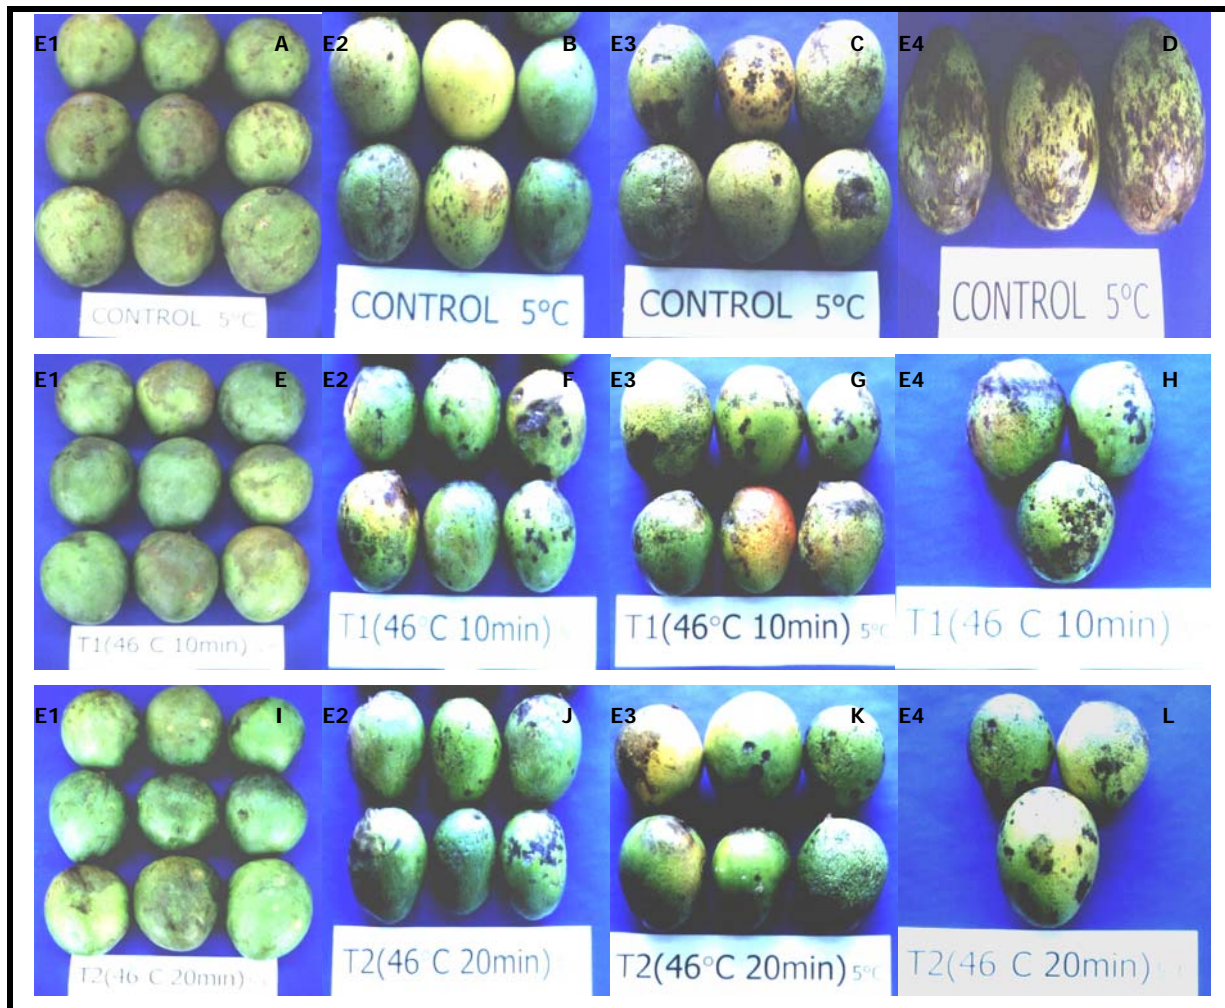 E1 A E2 B E3 C E4 D
CONTROL 5°C
CONTROL 5°C
CONTROL 5°C
CONTROL 5°C
E1 E E2 F E3 G E4 H
T1(46 C 10min)
T1(46°C 10min)
T1(46°C 10min) 5°C
T1(46 C 10min)
E1 I E2 J E3 K E4 L
T2(46 C 20min)
T2(46°C 20min)
T2(46°C 20min) 5°C
T2(46 C 20min)